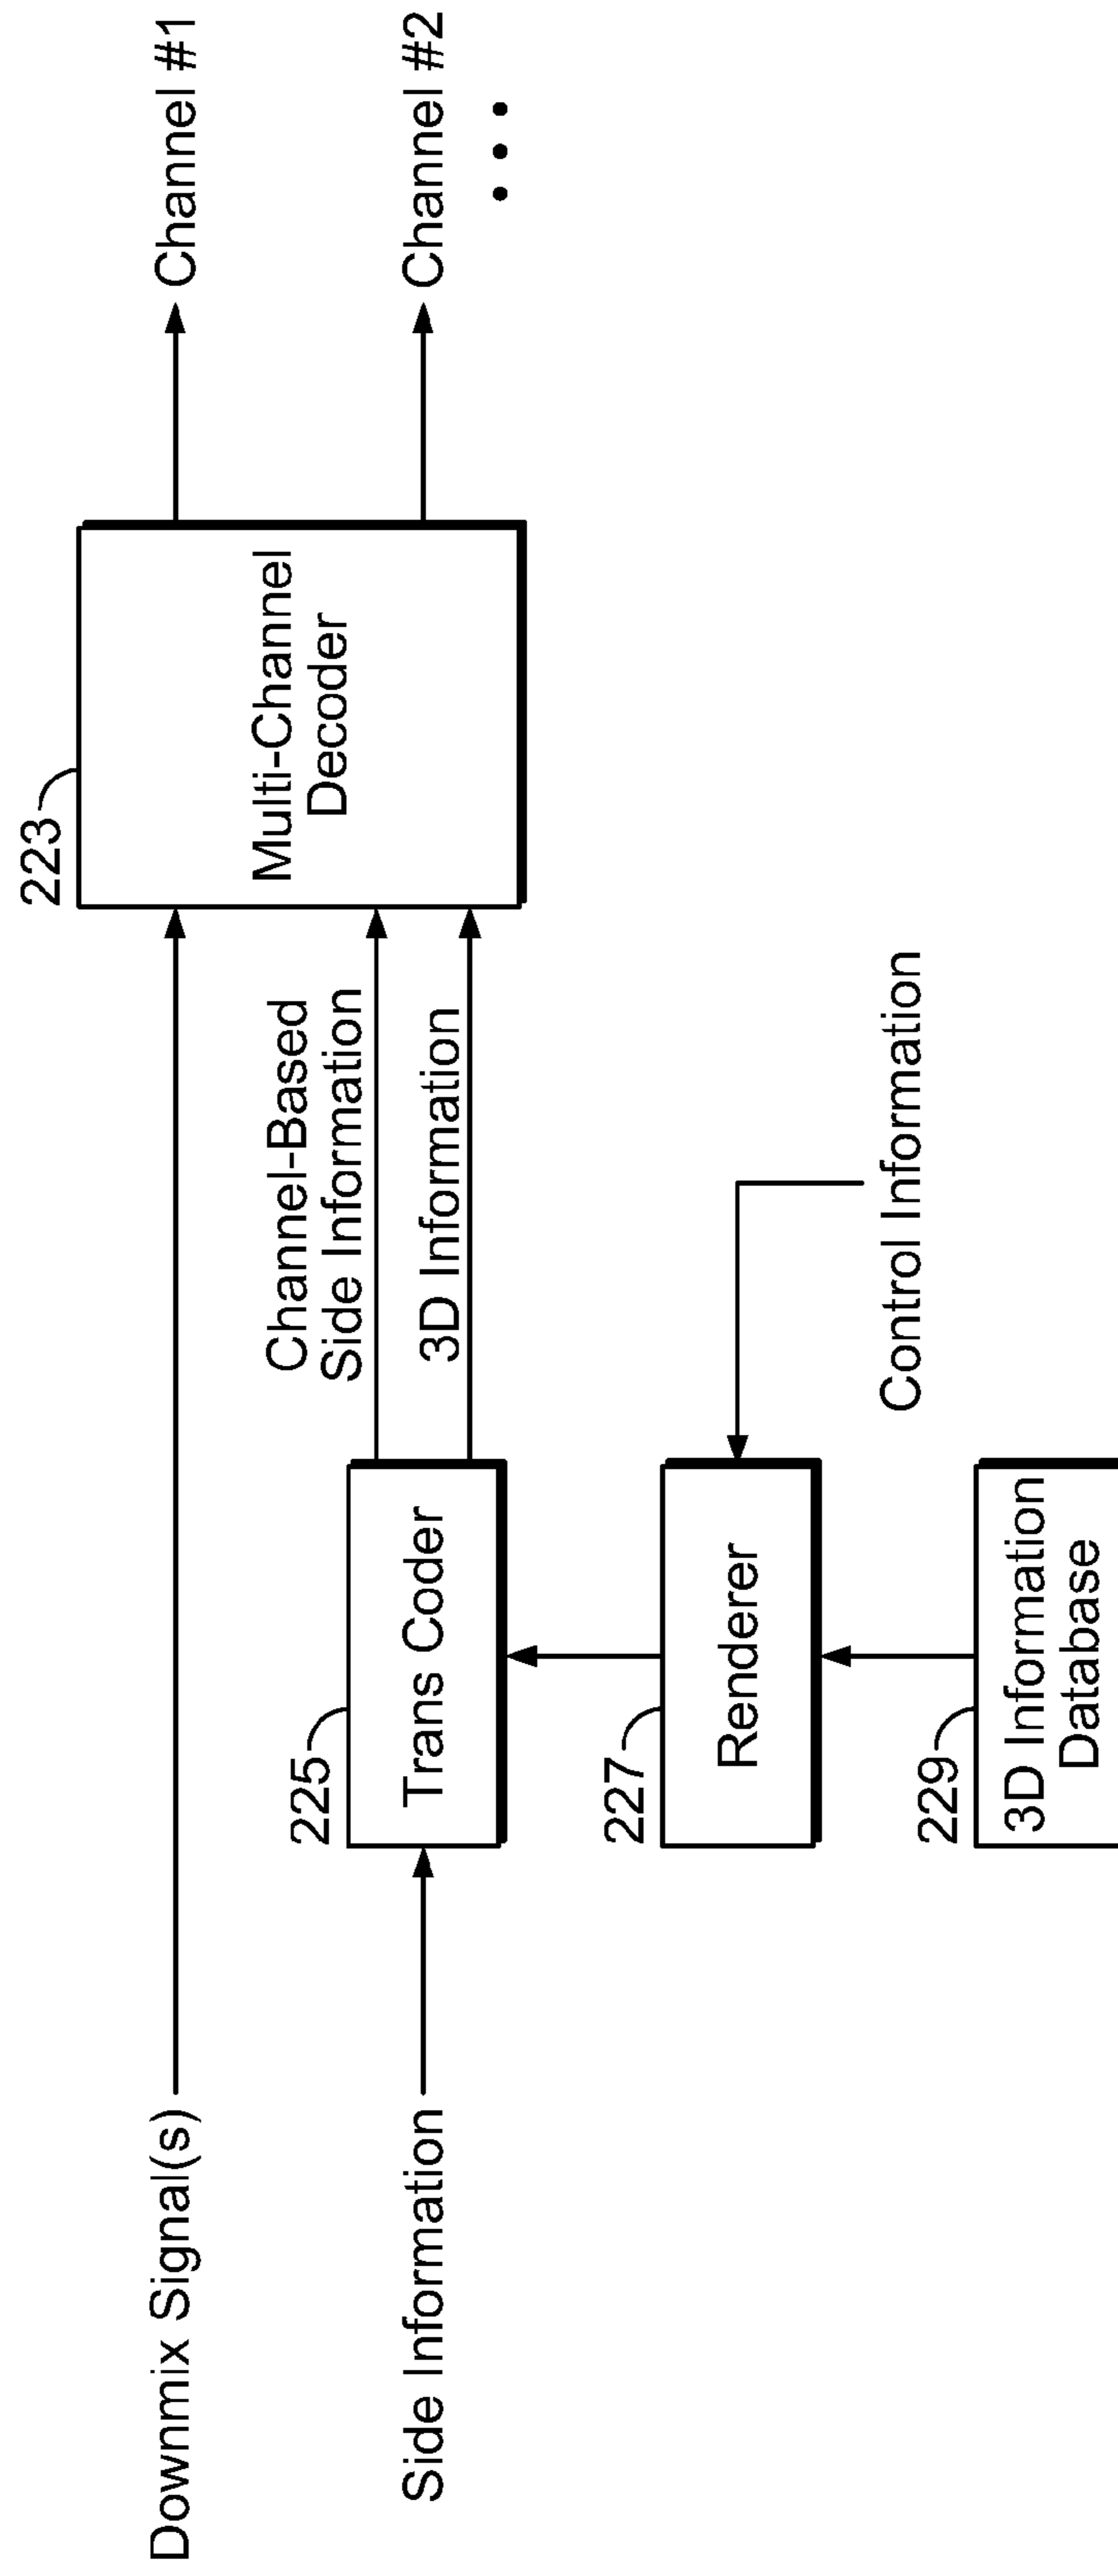 Downmix Signal(s)
223
Multi-Channel
Decoder
Channel #1
Channel #2
Channel-Based
Side Information
3D Information
Side Information
225
Trans Coder
227
Renderer
Control Information
229
3D Information
Database